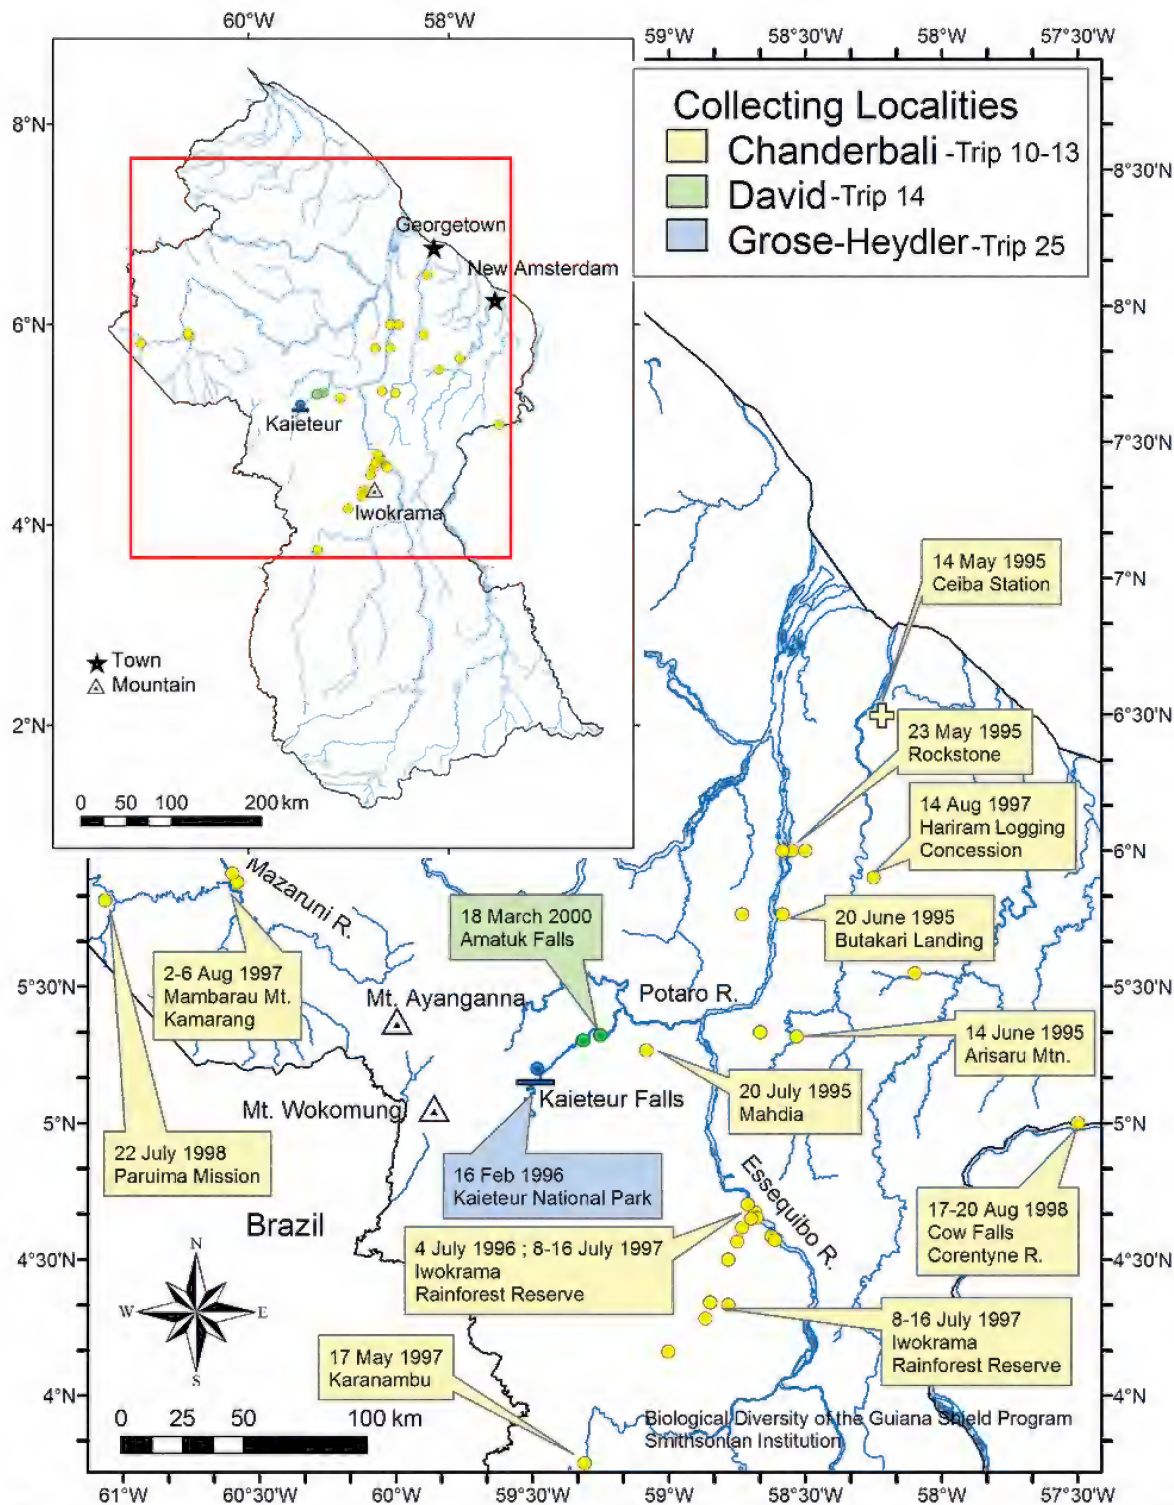 60°W
58°W
59°W
58°30'W
58°W
57°30'W
8°N
6°N
4°N
2°N
Georgetown
New Amsterdam
Kaieteur
Iwokrama
Town
Mountain
0 50 100 200 km
Collecting Localities
Chanderbali -Trip 10-13
David -Trip 14
Grose-Heydler -Trip 25
8°30'N
8°N
7°30'N
7°N
6°30'N
6°N
5°30'N
5°N
4°30'N
4°N
14 May 1995
Ceiba Station
23 May 1995
Rockstone
14 Aug 1997
Hariram Logging
Concession
20 June 1995
Butakari Landing
14 June 1995
Arisaru Mtn.
20 July 1995
Mahdia
17-20 Aug 1998
Cow Falls
Corentyne R.
18 March 2000
Amatuk Falls
Mazaruni R.
2-6 Aug 1997
Mambarau Mt.
Kamarang
Mt. Ayanganna
Potaro R.
Kaieteur Falls
Mt. Wokomung
22 July 1998
Paruima Mission
16 Feb 1996
Kaieteur National Park
Essequibo R.
Brazil
4 July 1996 ; 8-16 July 1997
Iwokrama
Rainforest Reserve
8-16 July 1997
Iwokrama
Rainforest Reserve
17 May 1997
Karanambu
N
W
E
S
5°30'N
5°N
4°30'N
4°N
0 25 50 100 km
Biological Diversity of the Guiana Shield Program
Smithsonian Institution
61°W
60°30'W
60°W
59°30'W
59°W
58°30'W
58°W
57°30'W